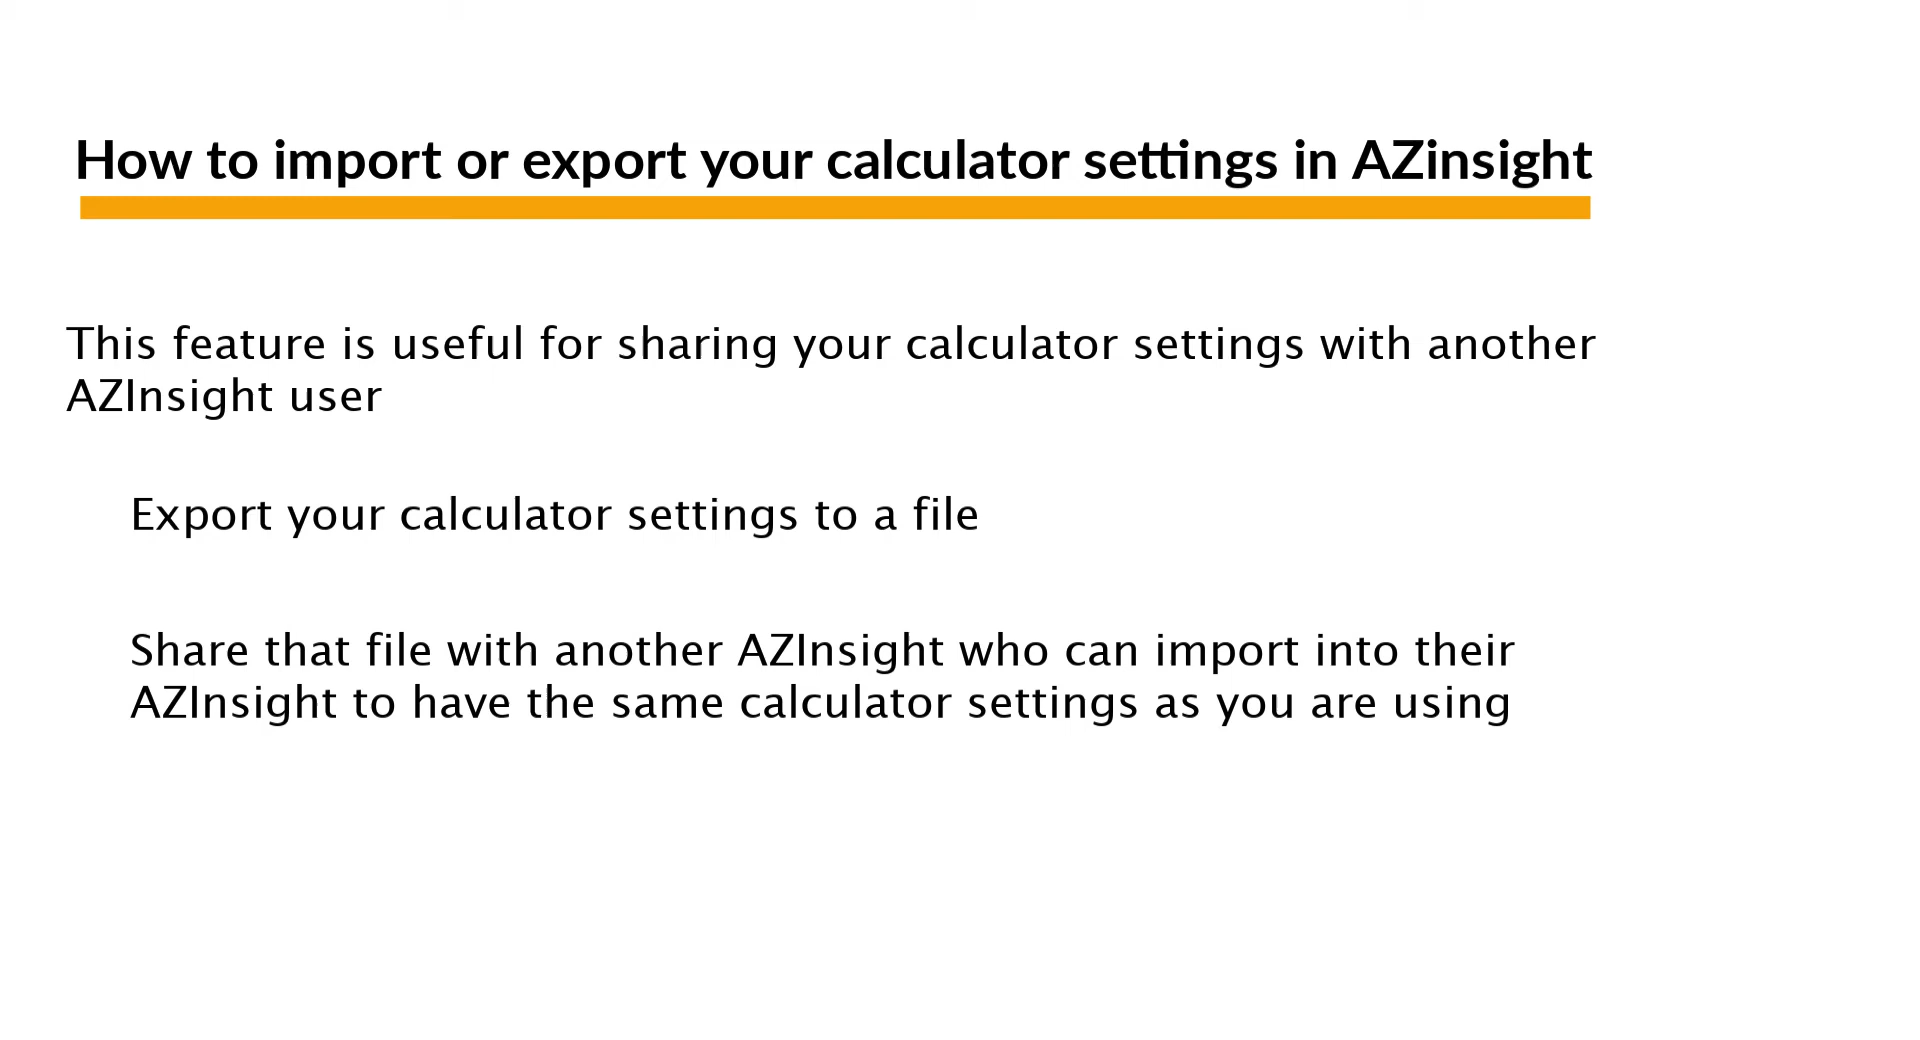 How to import or export your calculator settings in AZinsight
This feature is useful for sharing your calculator settings with another
AZInsight user
Export your calculator settings to a file
Share that file with another AZInsight who can import into their
AZInsight to have the same calculator settings as you are using